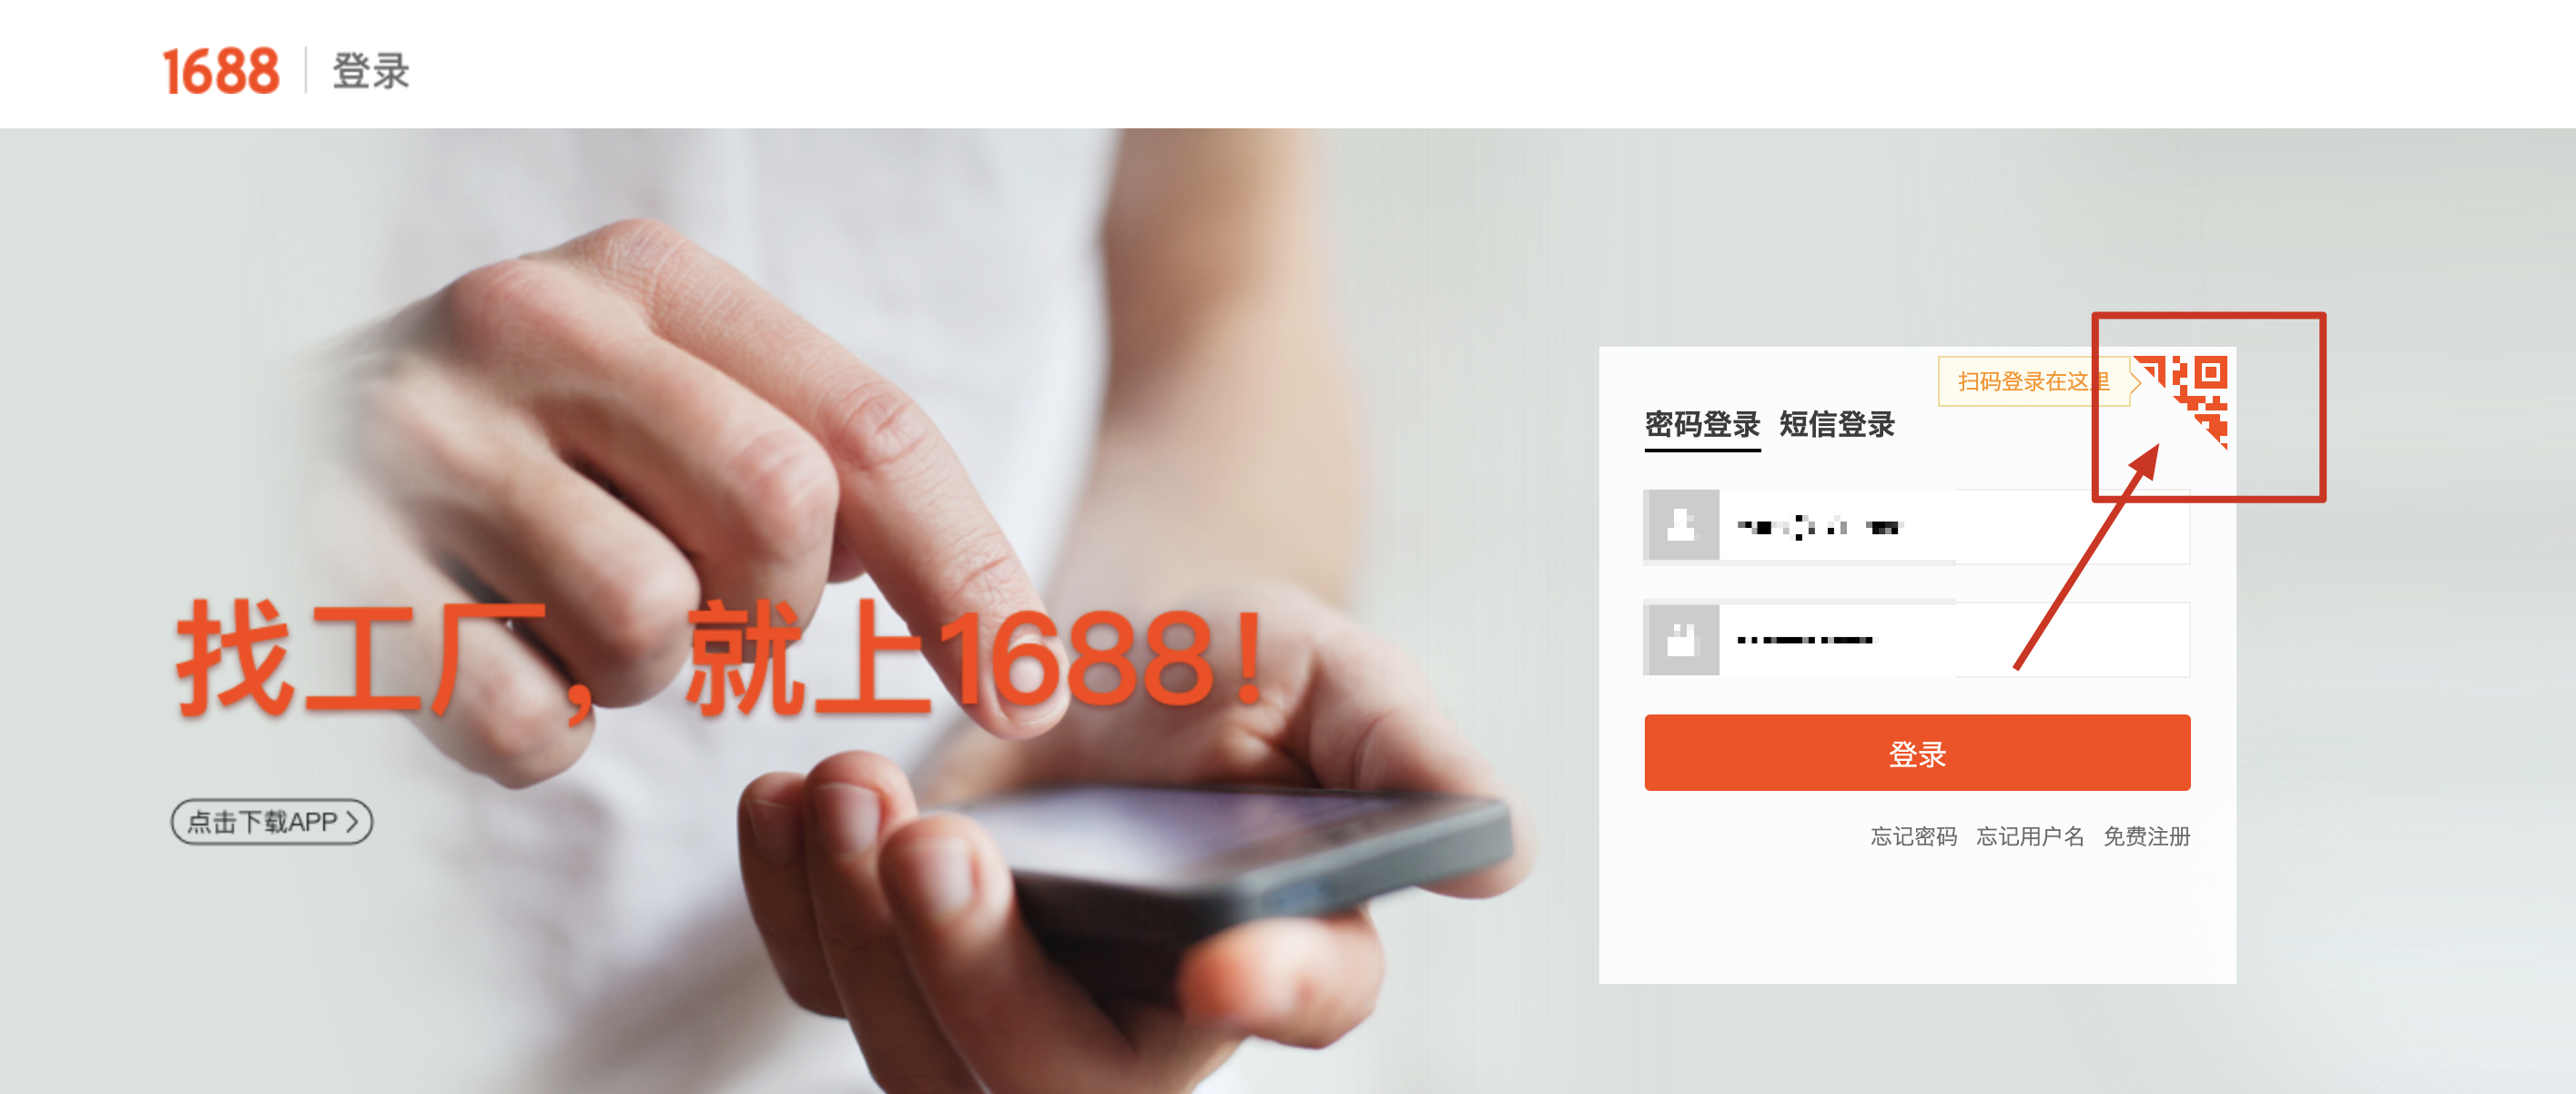 1688 登录
扫码登录在这里
密码登录 短信登录
找工厂，就上1688！
登录
点击下载APP
忘记密码 忘记用户名 免费注册